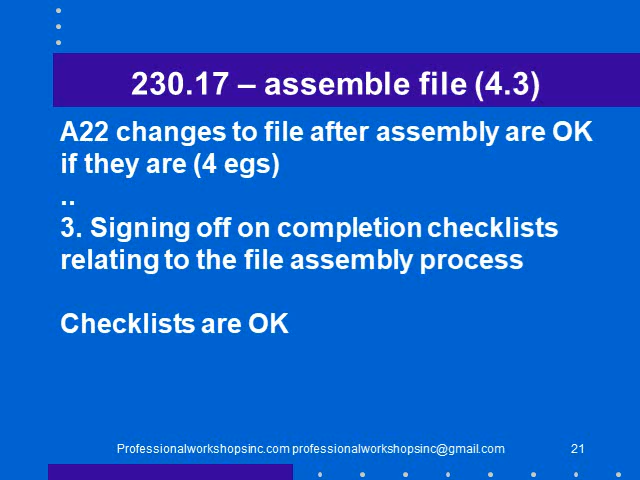 230.17 – assemble file (4.3)
A22 changes to file after assembly are OK
if they are (4 egs)
..
3. Signing off on completion checklists
relating to the file assembly process
Checklists are OK
Professionalworkshopsinc.com professionalworkshopsinc@gmail.com 21